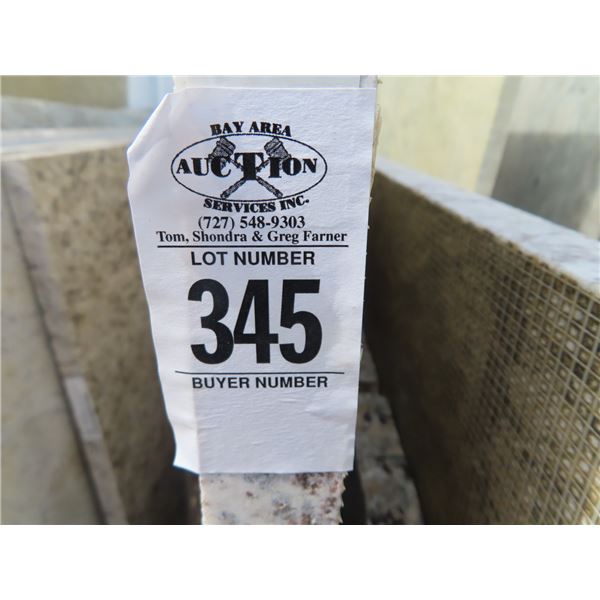 BAY AREA
AUCTION
SERVICES INC.
(727) 548-9303
Tom, Shondra & Greg Farner
LOT NUMBER
345
BUYER NUMBER